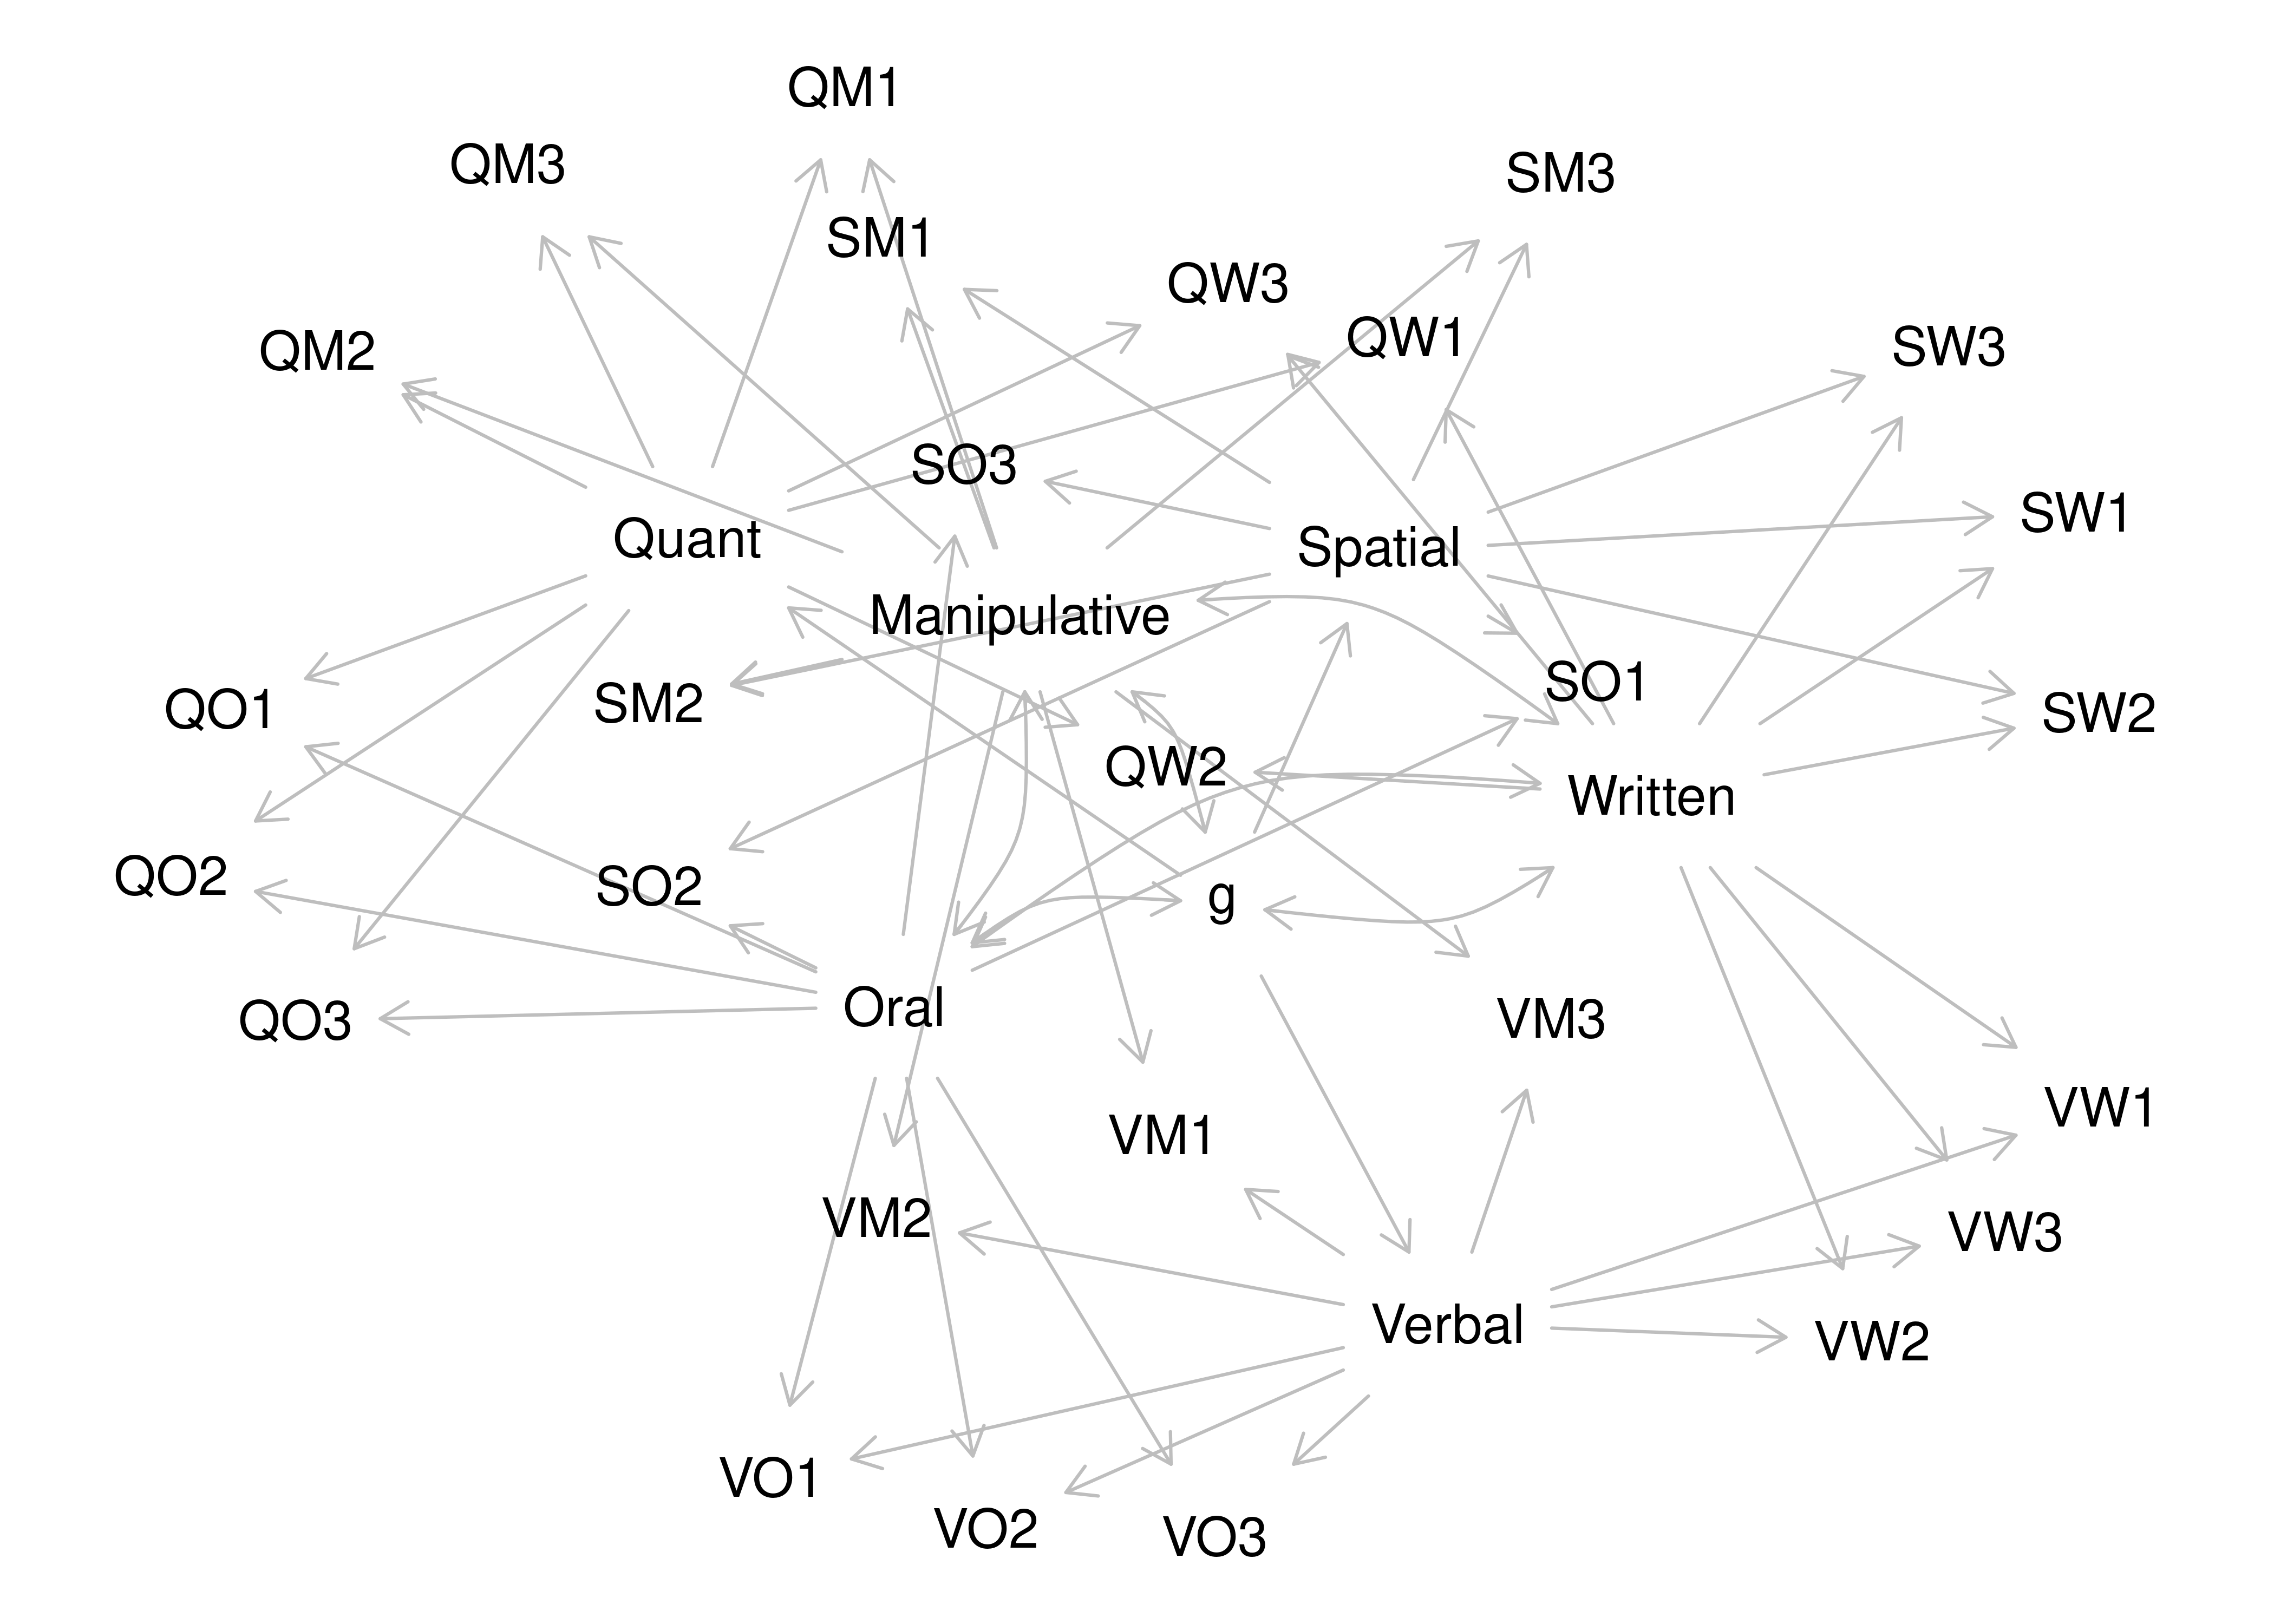 QM1
QM3
SM3
SM1
QW3
QW1
SW3
QM2
SO3
SW1
Quant
Spatial
Manipulative
SO1
SM2
QO1
SW2
QW2
Written
QO2
SO2
g
Oral
QO3
VM3
VW1
VM1
VM2
VW3
Verbal
VW2
VO1
VO2
VO3